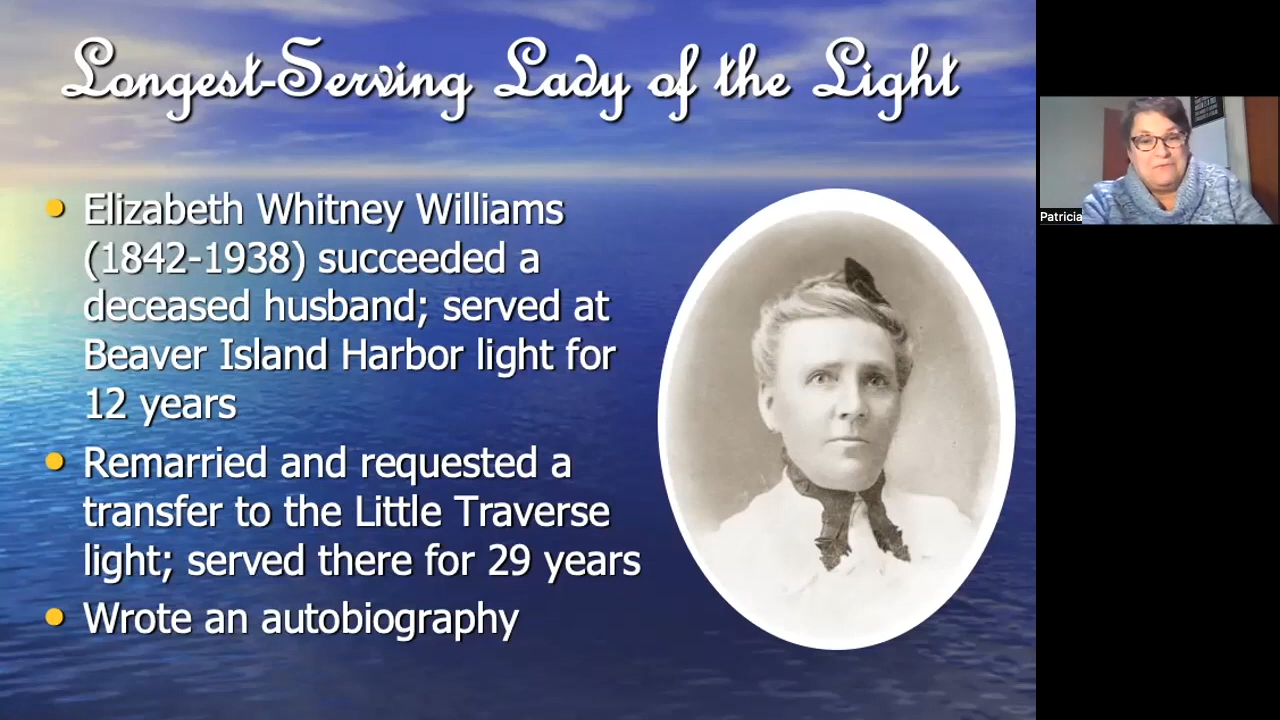 Longest-Serving Lady of the Light
• Elizabeth Whitney Williams
(1842-1938) succeeded a
deceased husband; served at
Beaver Island Harbor light for
12 years
• Remarried and requested a
transfer to the Little Traverse
light; served there for 29 years
• Wrote an autobiography
Patricia